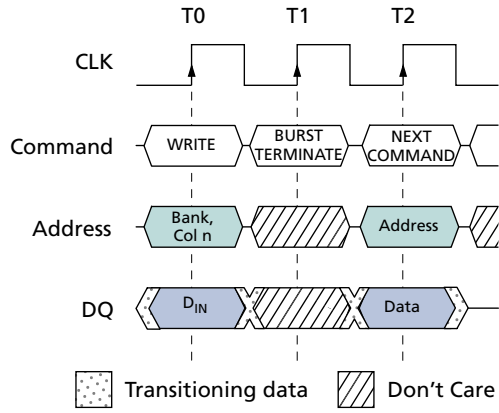 T0 T1 T2
CLK
Command WRITE BURST TERMINATE NEXT COMMAND
Address Bank, Col n Address
DQ DIN Data
Transitioning data Don't Care